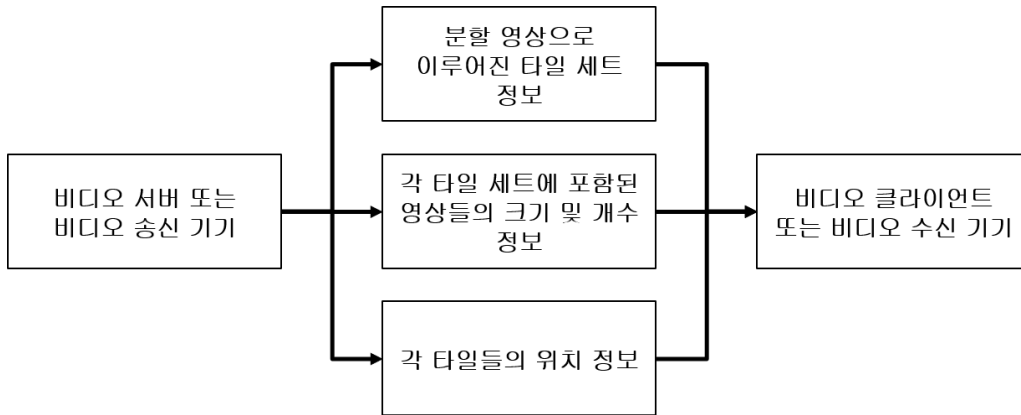 분할 영상으로
이루어진 타일 세트
정보
비디오 서버 또는
비디오 송신 기기
각 타일 세트에 포함된
영상들의 크기 및 개수
정보
비디오 클라이언트
또는 비디오 수신 기기
각 타일들의 위치 정보